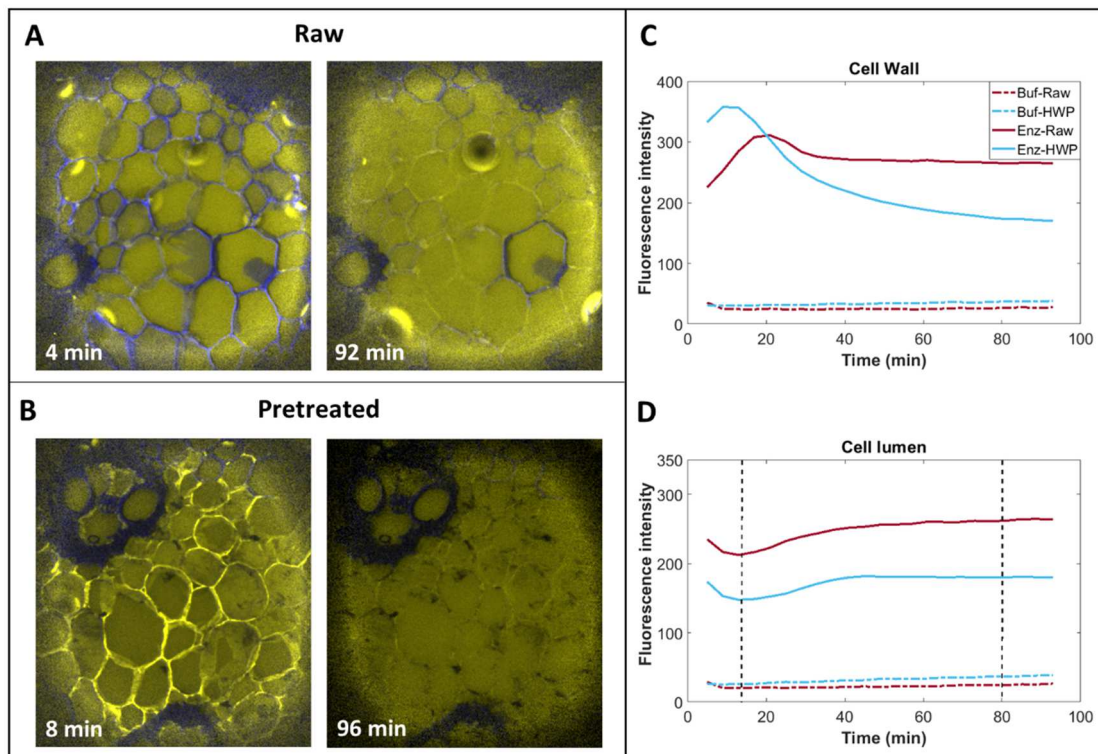 A
Raw
4 min
92 min
B
Pretreated
8 min
96 min
C
Cell Wall
Fluorescence intensity
400
300
200
100
0
0 20 40 60 80 100
Time (min)
Buf-Raw
Buf-HWP
Enz-Raw
Enz-HWP
D
Cell lumen
Fluorescence intensity
350
300
250
200
150
100
50
0
0 20 40 60 80 100
Time (min)